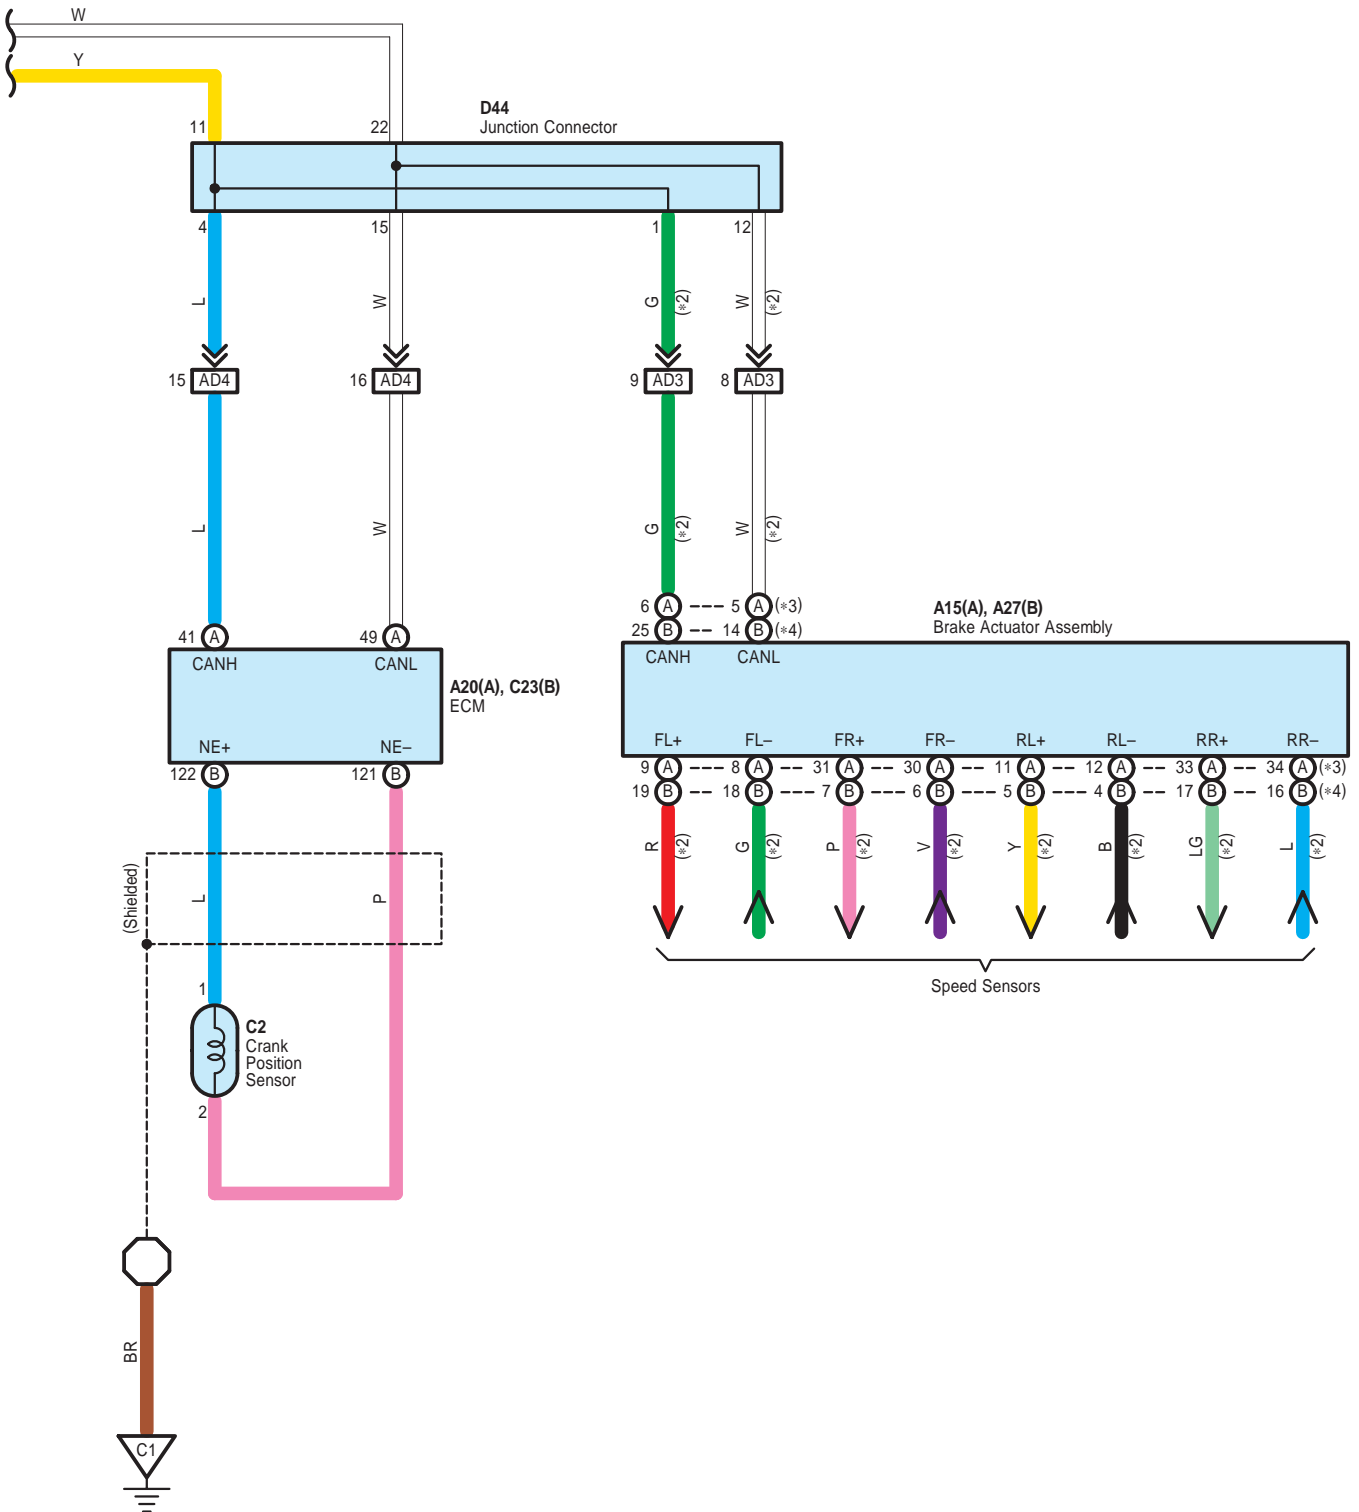 W
Y
D44
Junction Connector
11
22
4
15
1
12
L
W
G
(*2)
W
(*2)
15 AD4
16 AD4
9 AD3
8 AD3
L
W
G
(*2)
W
(*2)
6 A
5 A (*3)
25 B
14 B (*4)
A15(A), A27(B)
Brake Actuator Assembly
41 A
49 A
CANH
CANL
CANH
CANL
A20(A), C23(B)
ECM
NE+
NE–
FL+
FL–
FR+
FR–
RL+
RL–
RR+
RR–
122 B
121 B
9 A
8 A
31 A
30 A
11 A
12 A
33 A
34 A (*3)
19 B
18 B
7 B
6 B
5 B
4 B
17 B
16 B (*4)
R
(*2)
G
(*2)
P
(*2)
V
(*2)
Y
(*2)
B
(*2)
LG
(*2)
L
(*2)
(Shielded)
L
P
Speed Sensors
1
C2
Crank
Position
Sensor
2
BR
C1